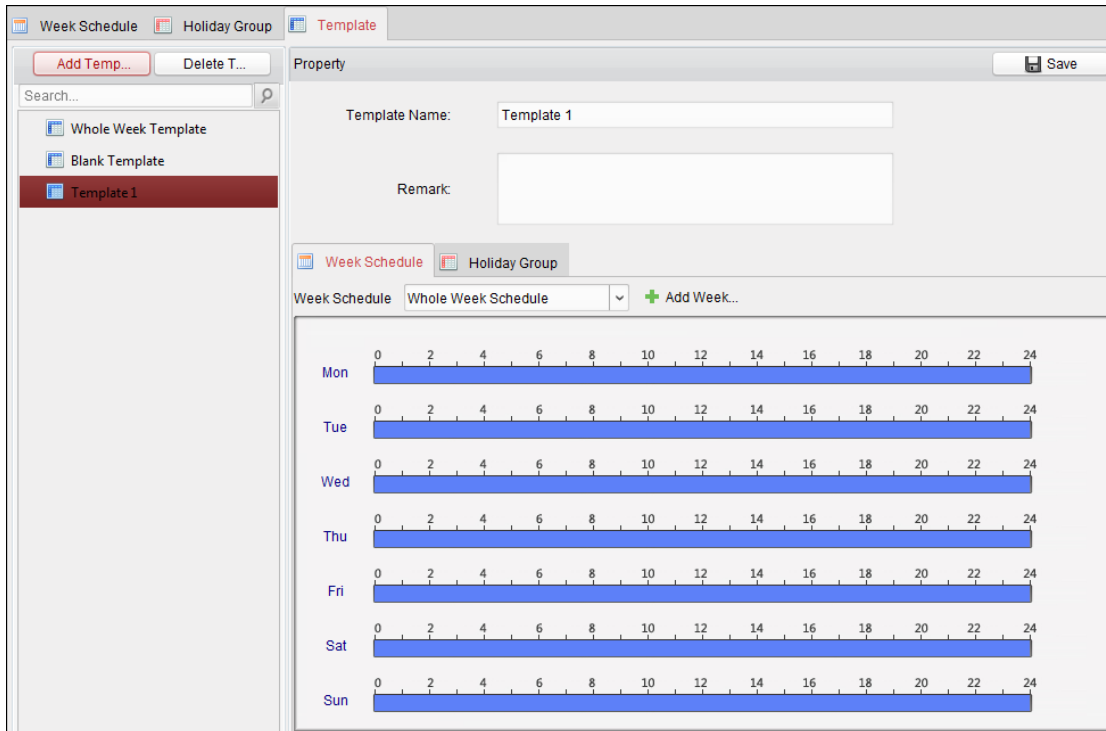 Week Schedule Holiday Group Template
Add Temp... Delete T...
Search...
Whole Week Template
Blank Template
Template 1
Property Save
Template Name: Template 1
Remark:
Week Schedule Holiday Group
Week Schedule Whole Week Schedule Add Week...
0 2 4 6 8 10 12 14 16 18 20 22 24
Mon
0 2 4 6 8 10 12 14 16 18 20 22 24
Tue
0 2 4 6 8 10 12 14 16 18 20 22 24
Wed
0 2 4 6 8 10 12 14 16 18 20 22 24
Thu
0 2 4 6 8 10 12 14 16 18 20 22 24
Fri
0 2 4 6 8 10 12 14 16 18 20 22 24
Sat
0 2 4 6 8 10 12 14 16 18 20 22 24
Sun